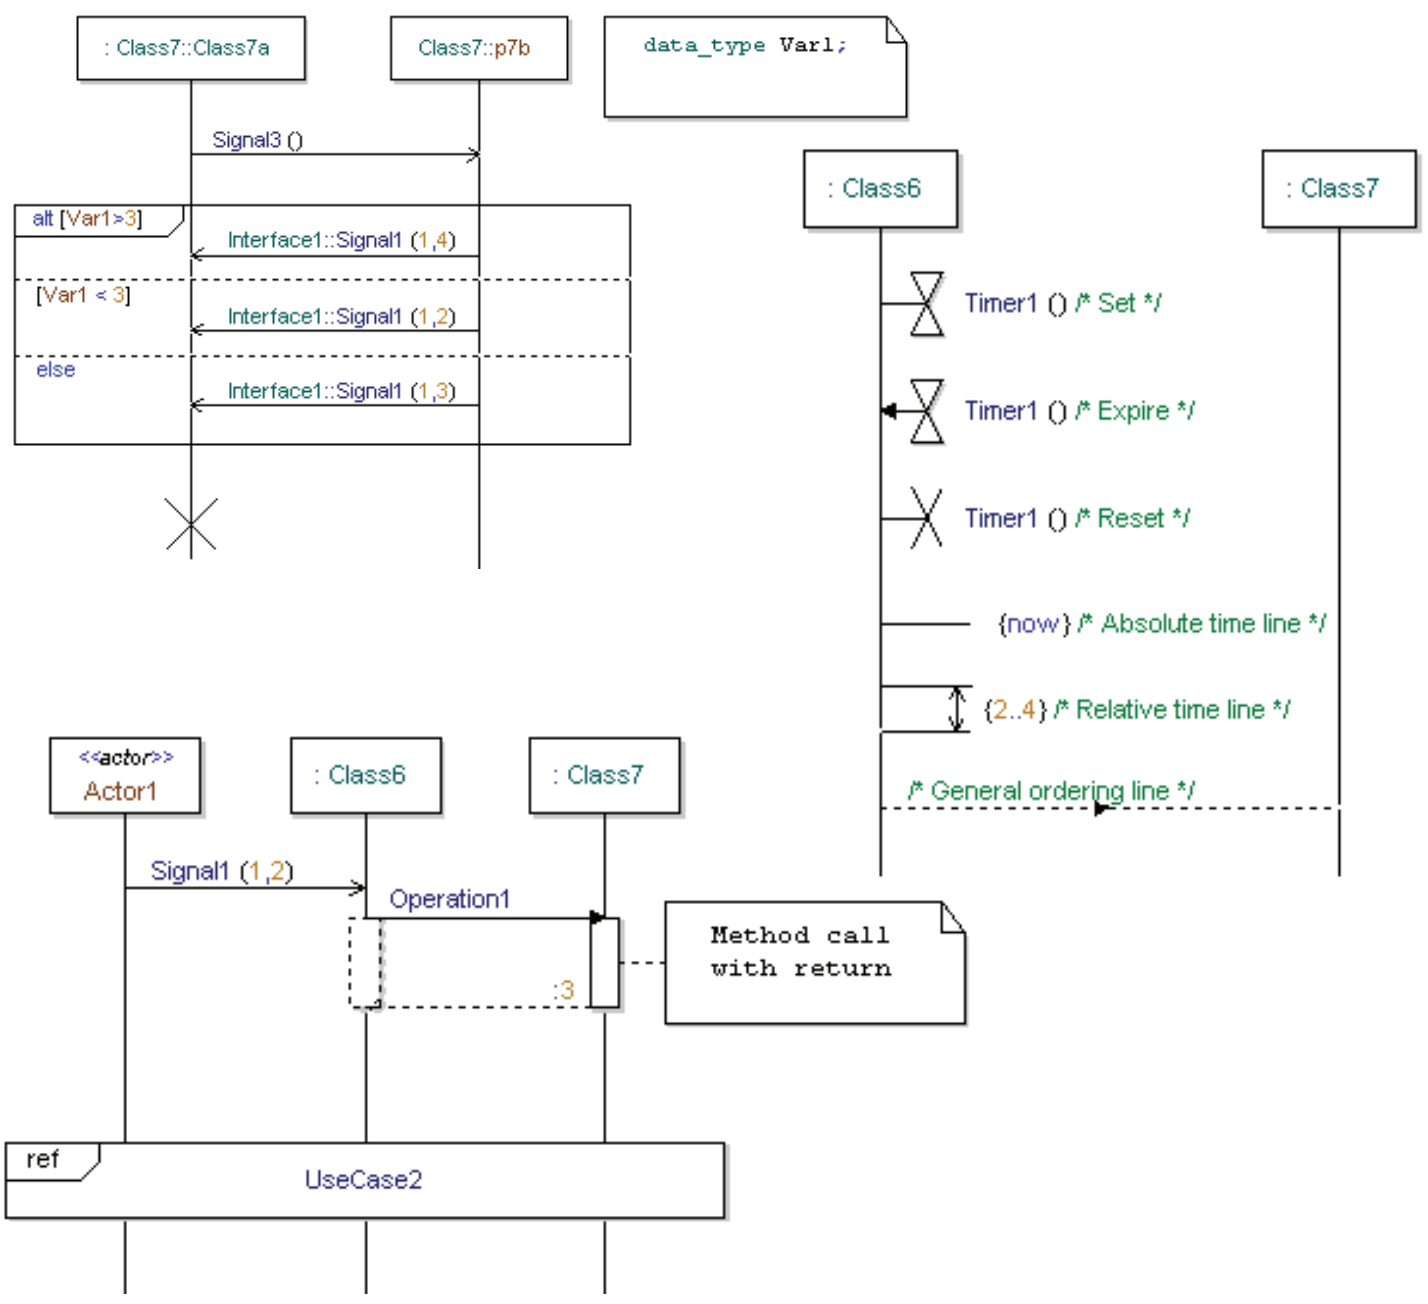 : Class7::Class7a
Class7::p7b
data_type Var1;
Signal3 ()
alt [Var1>3]
Interface1::Signal1 (1,4)
[Var1 < 3]
Interface1::Signal1 (1,2)
else
Interface1::Signal1 (1,3)
: Class6
: Class7
Timer1 () /* Set */
Timer1 () /* Expire */
Timer1 () /* Reset */
{now} /* Absolute time line */
{2..4} /* Relative time line */
/* General ordering line */
<<actor>>
Actor1
: Class6
: Class7
Signal1 (1,2)
Operation1
:3
Method call
with return
ref
UseCase2